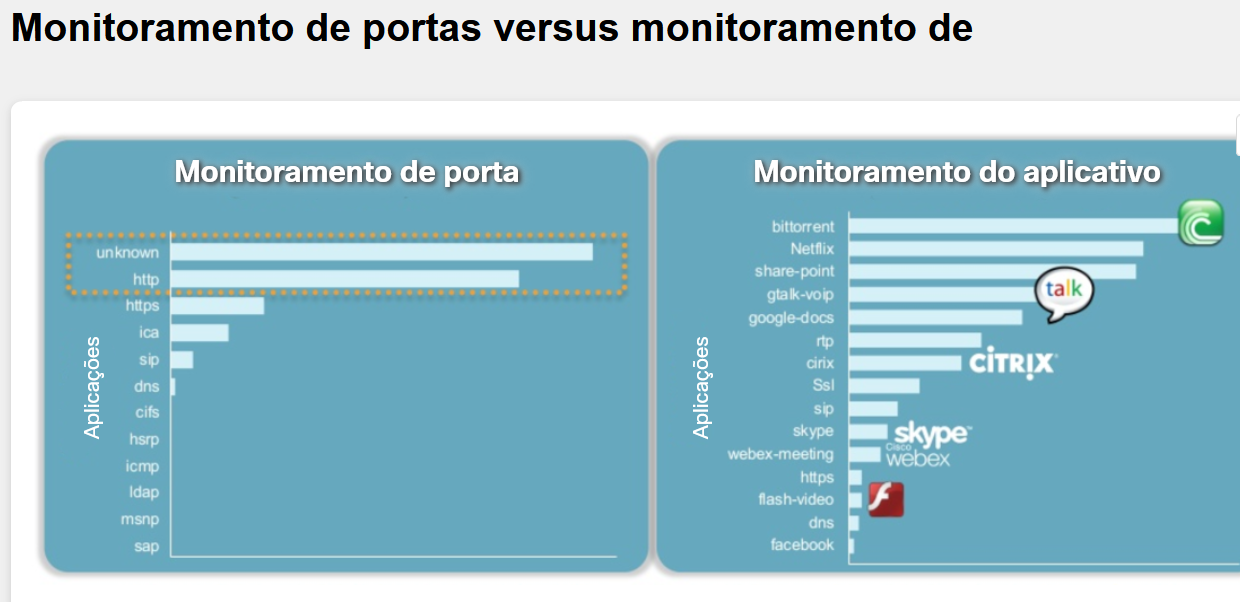 Monitoramento de portas versus monitoramento de
Monitoramento de porta
Aplicações
unknown
http
https
ica
sip
dns
cifs
hsrp
icmp
ldap
msnp
sap
Monitoramento do aplicativo
Aplicações
bittorrent
Netflix
share-point
gtalk-voip
talk
google-docs
rtp
cirix
CITRIX
Ssl
sip
skype
skype™
webex-meeting
Cisco
webex
https
flash-video
dns
facebook